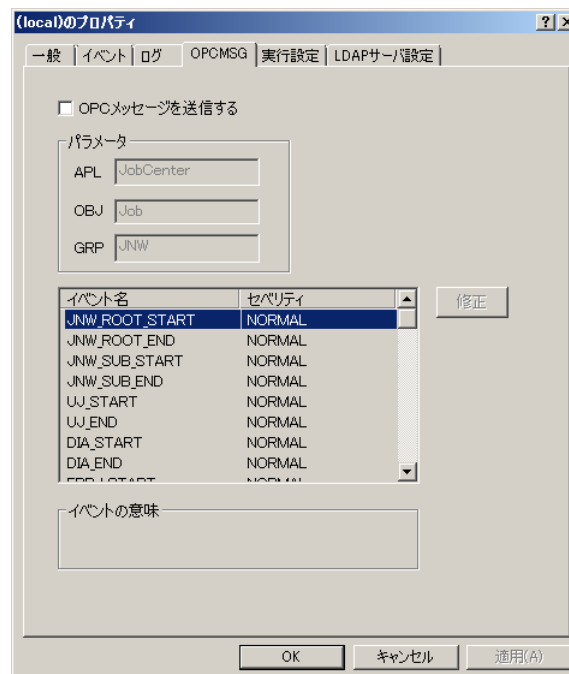 (local)のプロパティ
一般 イベント ログ OPCMSG 実行設定 LDAPサーバ設定
OPCメッセージを送信する
パラメータ
APL JobCenter
OBJ Job
GRP JNW
イベント名 セベリティ
修正
JNW_ROOT_START NORMAL
JNW_ROOT_END NORMAL
JNW_SUB_START NORMAL
JNW_SUB_END NORMAL
UJ_START NORMAL
UJ_END NORMAL
DIA_START NORMAL
DIA_END NORMAL
イベントの意味
OK キャンセル 適用(A)